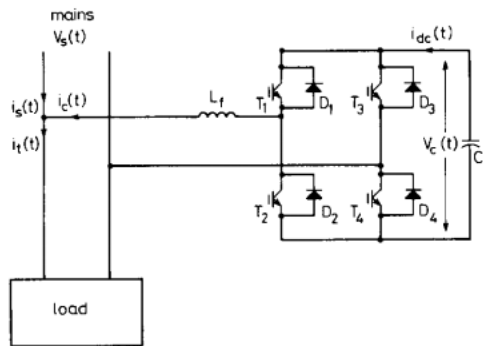 mains
Vs(t)
idc(t)
is(t)
ic(t)
Lf
T1
D1
T3
D3
it(t)
Vc(t)
C
T2
D2
T4
D4
load